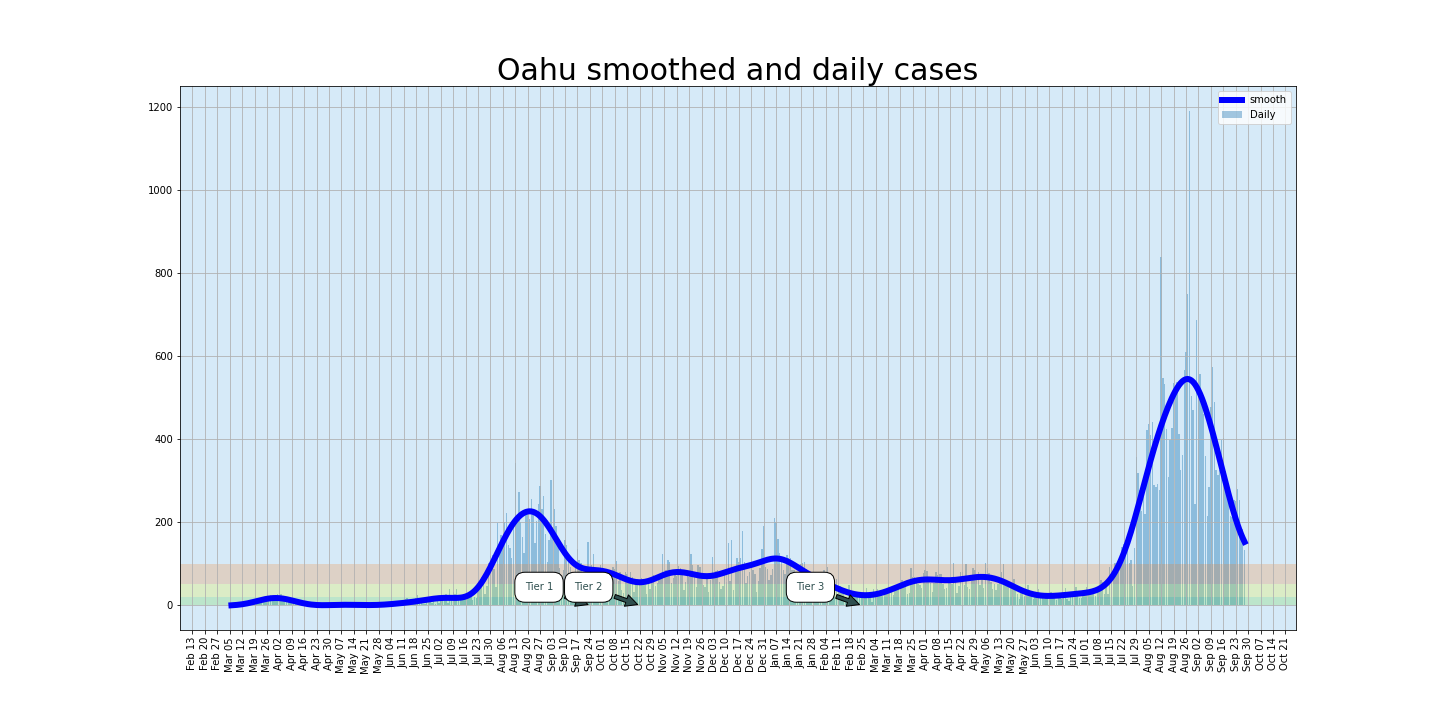 Oahu smoothed and daily cases
smooth
Daily
1200
1000
800
600
400
200
0
Tier 1
Tier 2
Tier 3
Feb 13
Feb 20
Feb 27
Mar 05
Mar 12
Mar 19
Mar 26
Apr 02
Apr 09
Apr 16
Apr 23
Apr 30
May 07
May 14
May 21
May 28
Jun 04
Jun 11
Jun 18
Jun 25
Jul 02
Jul 09
Jul 16
Jul 23
Jul 30
Aug 06
Aug 13
Aug 20
Aug 27
Sep 03
Sep 10
Sep 17
Sep 24
Oct 01
Oct 08
Oct 15
Oct 22
Oct 29
Nov 05
Nov 12
Nov 19
Nov 26
Dec 03
Dec 10
Dec 17
Dec 24
Dec 31
Jan 07
Jan 14
Jan 21
Jan 28
Feb 04
Feb 11
Feb 18
Feb 25
Mar 04
Mar 11
Mar 18
Mar 25
Apr 01
Apr 08
Apr 15
Apr 22
Apr 29
May 06
May 13
May 20
May 27
Jun 03
Jun 10
Jun 17
Jun 24
Jul 01
Jul 08
Jul 15
Jul 22
Jul 29
Aug 05
Aug 12
Aug 19
Aug 26
Sep 02
Sep 09
Sep 16
Sep 23
Sep 30
Oct 07
Oct 14
Oct 21